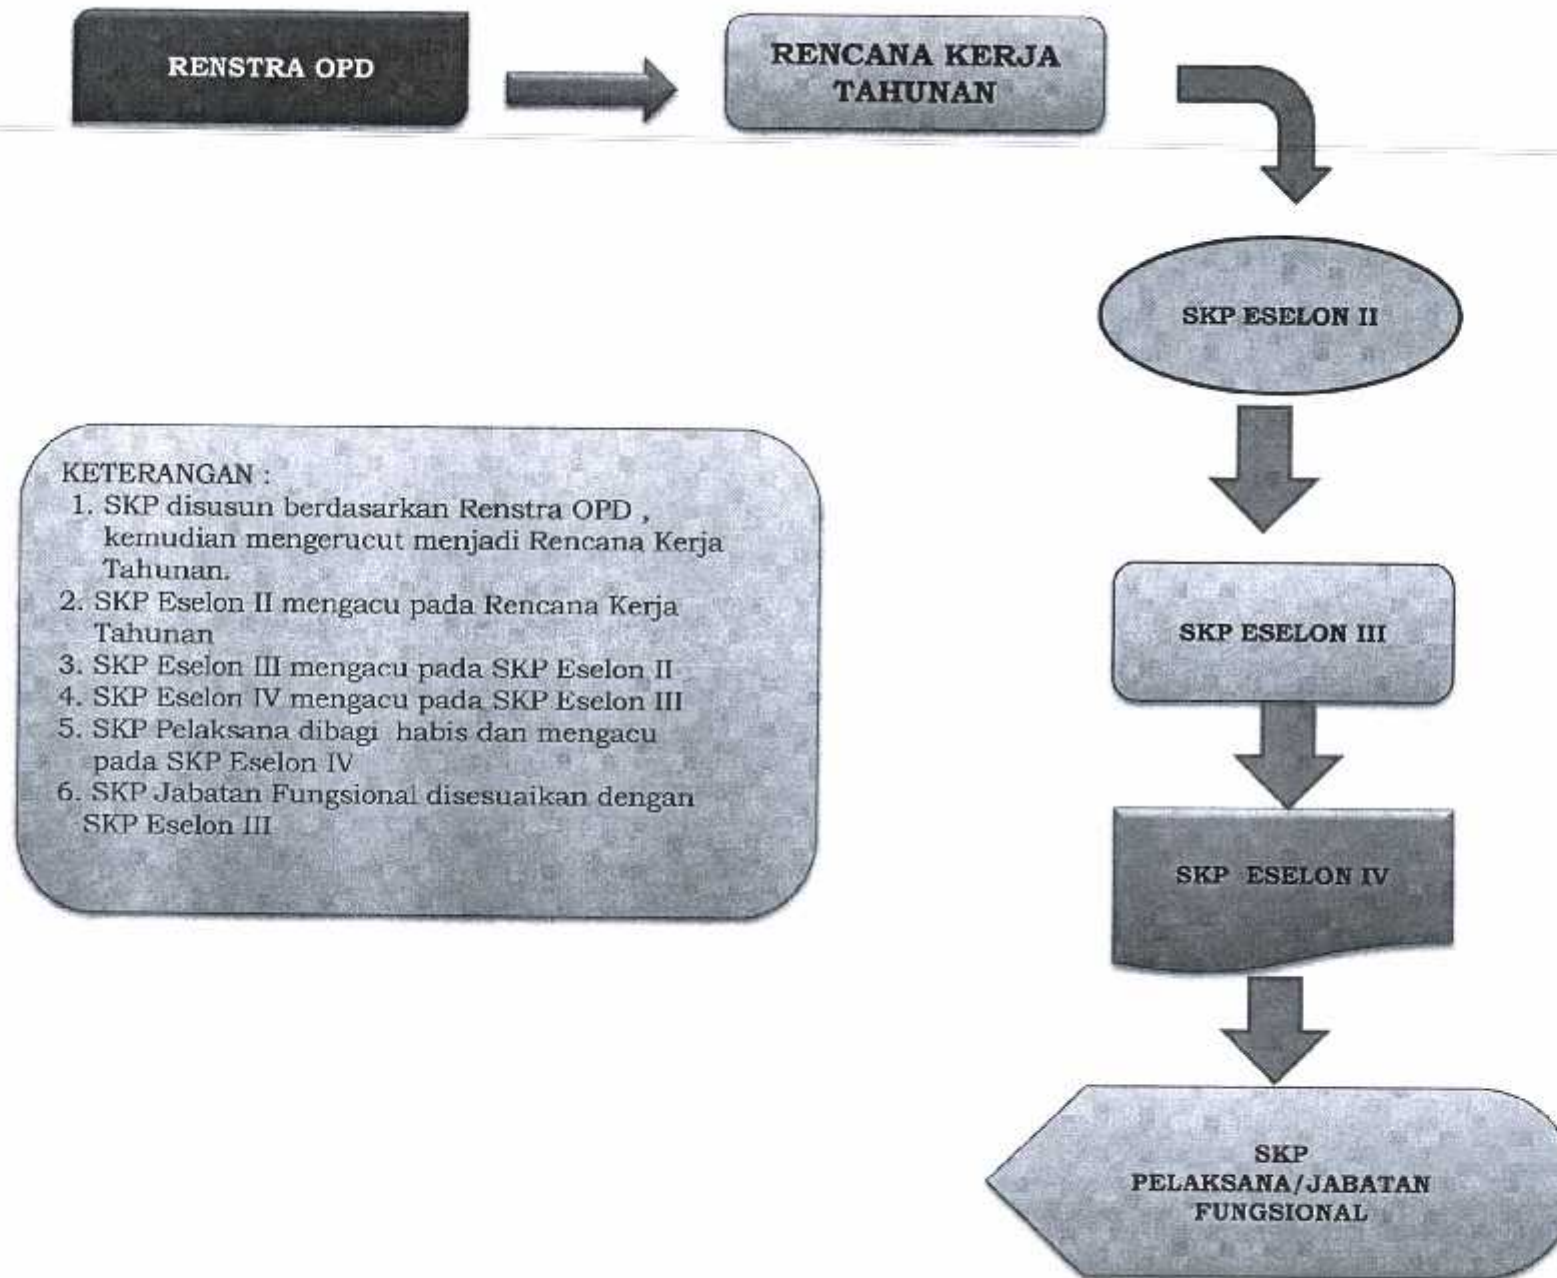 RENSTRA OPD
RENCANA KERJA
TAHUNAN
SKP ESELON II
KETERANGAN :
1. SKP disusun berdasarkan Renstra OPD ,
kemudian mengerucut menjadi Rencana Kerja
Tahunan.
2. SKP Eselon II mengacu pada Rencana Kerja
Tahunan
3. SKP Eselon III mengacu pada SKP Eselon II
4. SKP Eselon IV mengacu pada SKP Eselon III
5. SKP Pelaksana dibagi habis dan mengacu
pada SKP Eselon IV
6. SKP Jabatan Fungsional disesuaikan dengan
SKP Eselon III
SKP ESELON III
SKP ESELON IV
SKP
PELAKSANA/JABATAN
FUNGSIONAL